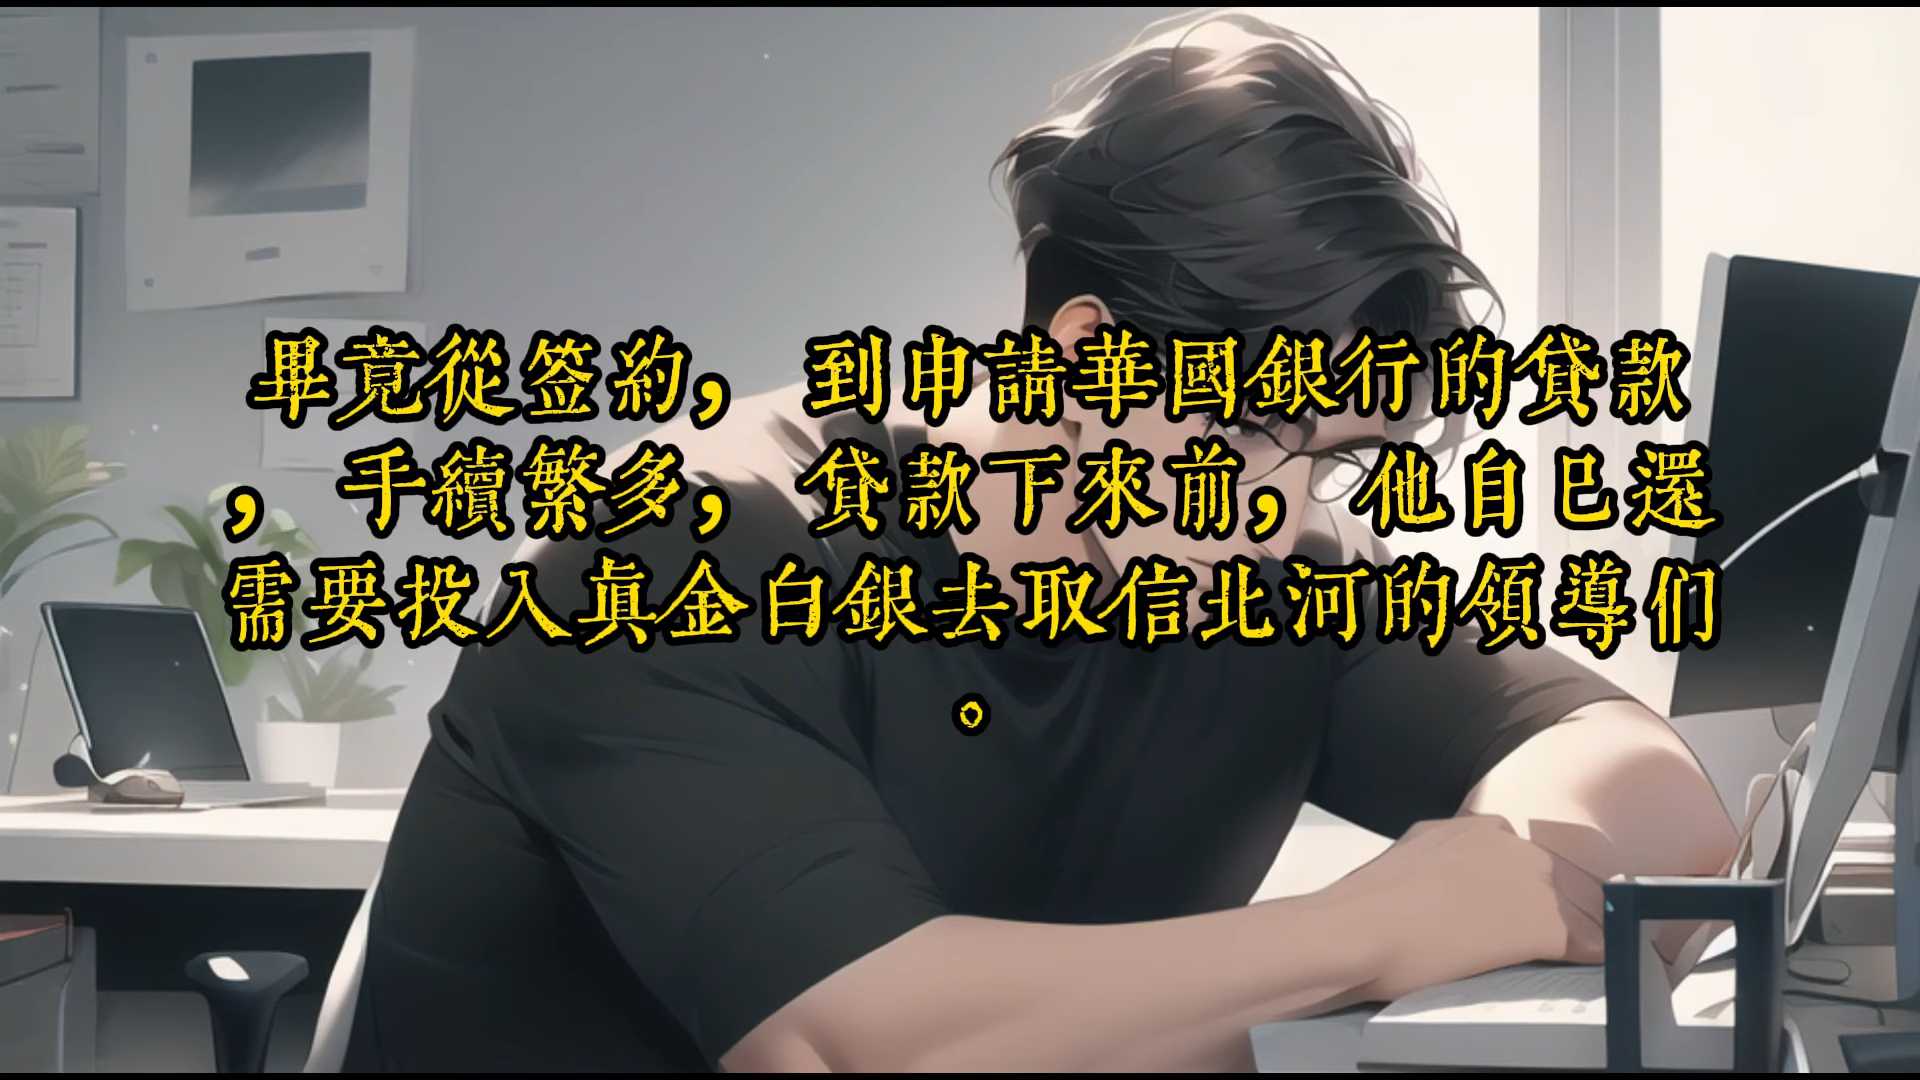 畢竟從签約，到申請華國銀行的貸款
，手續繁多，貸款下來前，他自已還
需要投入眞金白銀去取信北河的領導们
。